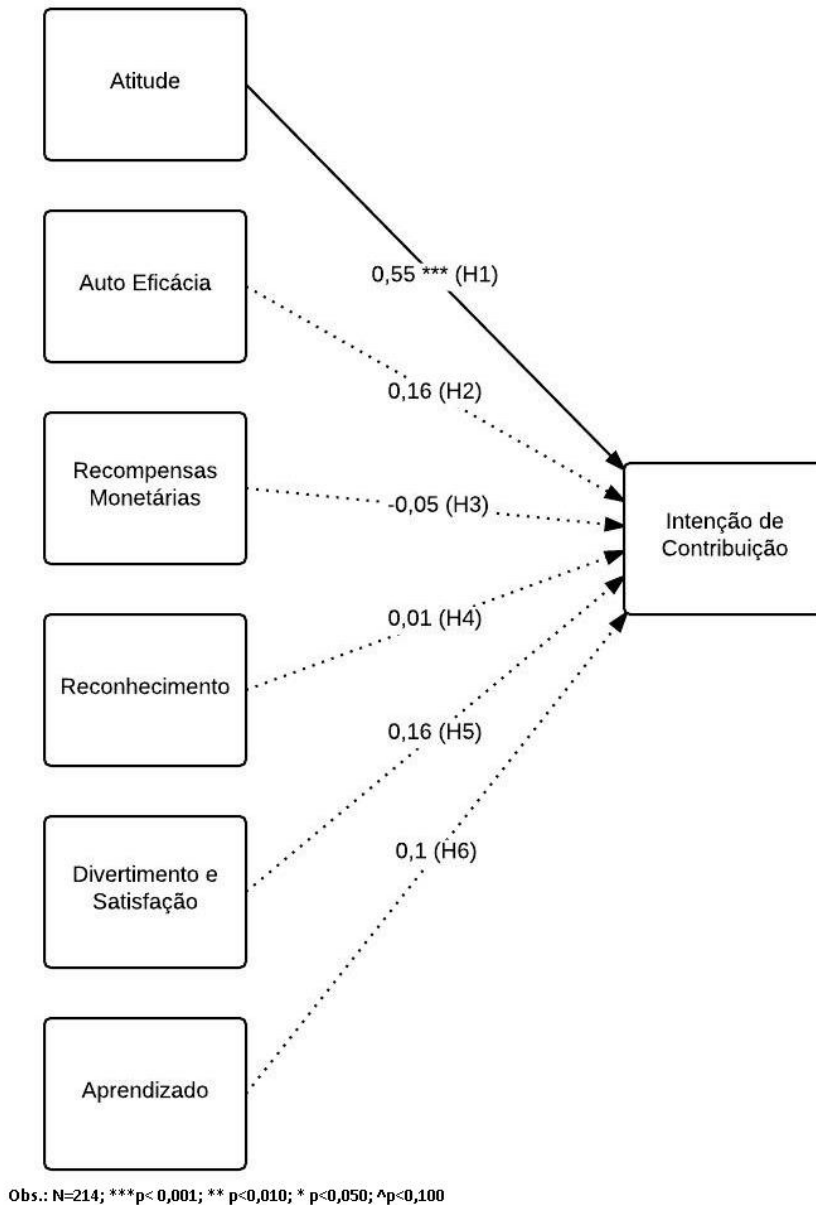 Atitude
0,55 *** (H1)
Auto Eficácia
0,16 (H2)
Recompensas
Monetárias
-0,05 (H3)
Intenção de
Contribuição
Reconhecimento
0,01 (H4)
0,16 (H5)
Divertimento e
Satisfação
0,1 (H6)
Aprendizado
Obs.: N=214; ***p< 0,001; ** p<0,010; * p<0,050; ^p<0,100